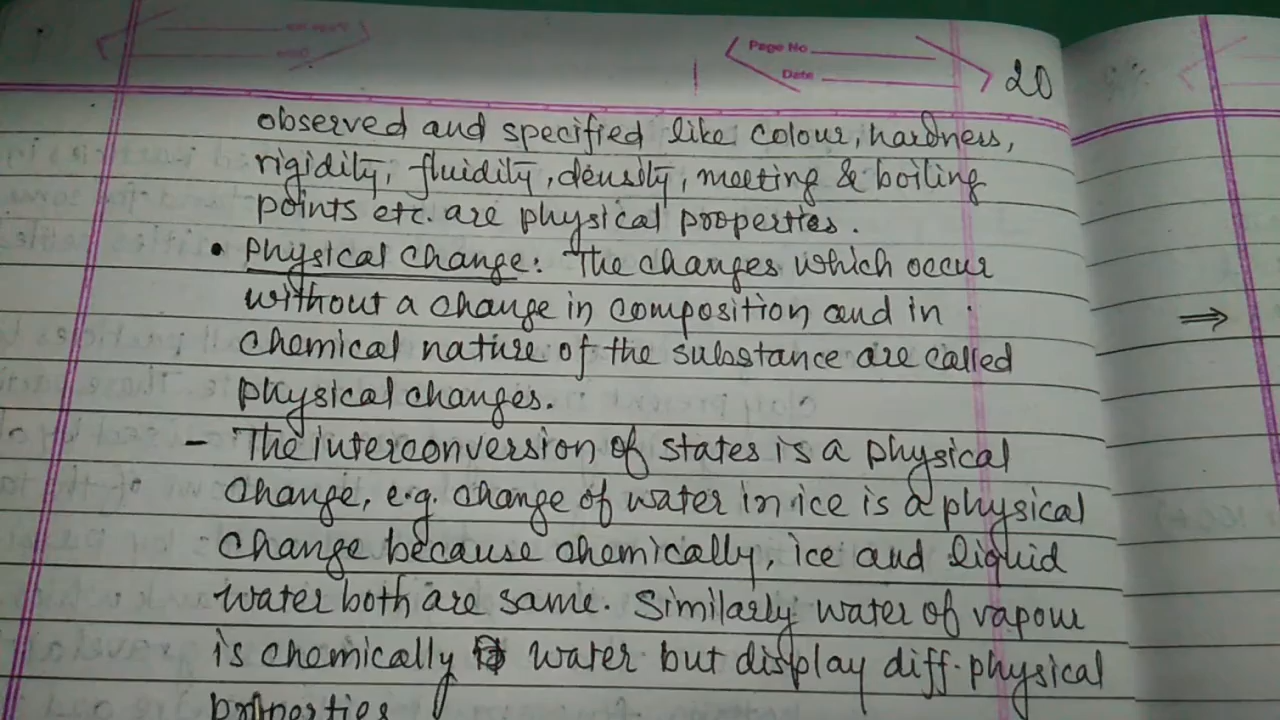 Page No
Date
20
observed and specified like colour, hardness,
rigidity, fluidity, density, meeting & boiling
points etc. are physical properties.
• Physical change: The changes which occur
without a change in composition and in
chemical nature of the substance are called
physical changes.
- The interconversion of states is a physical
change, e.g. change of water in ice is a physical
change because chemically, ice and liquid
water both are same. Similarly water of vapour
is chemically water but display diff. physical
properties
⇒